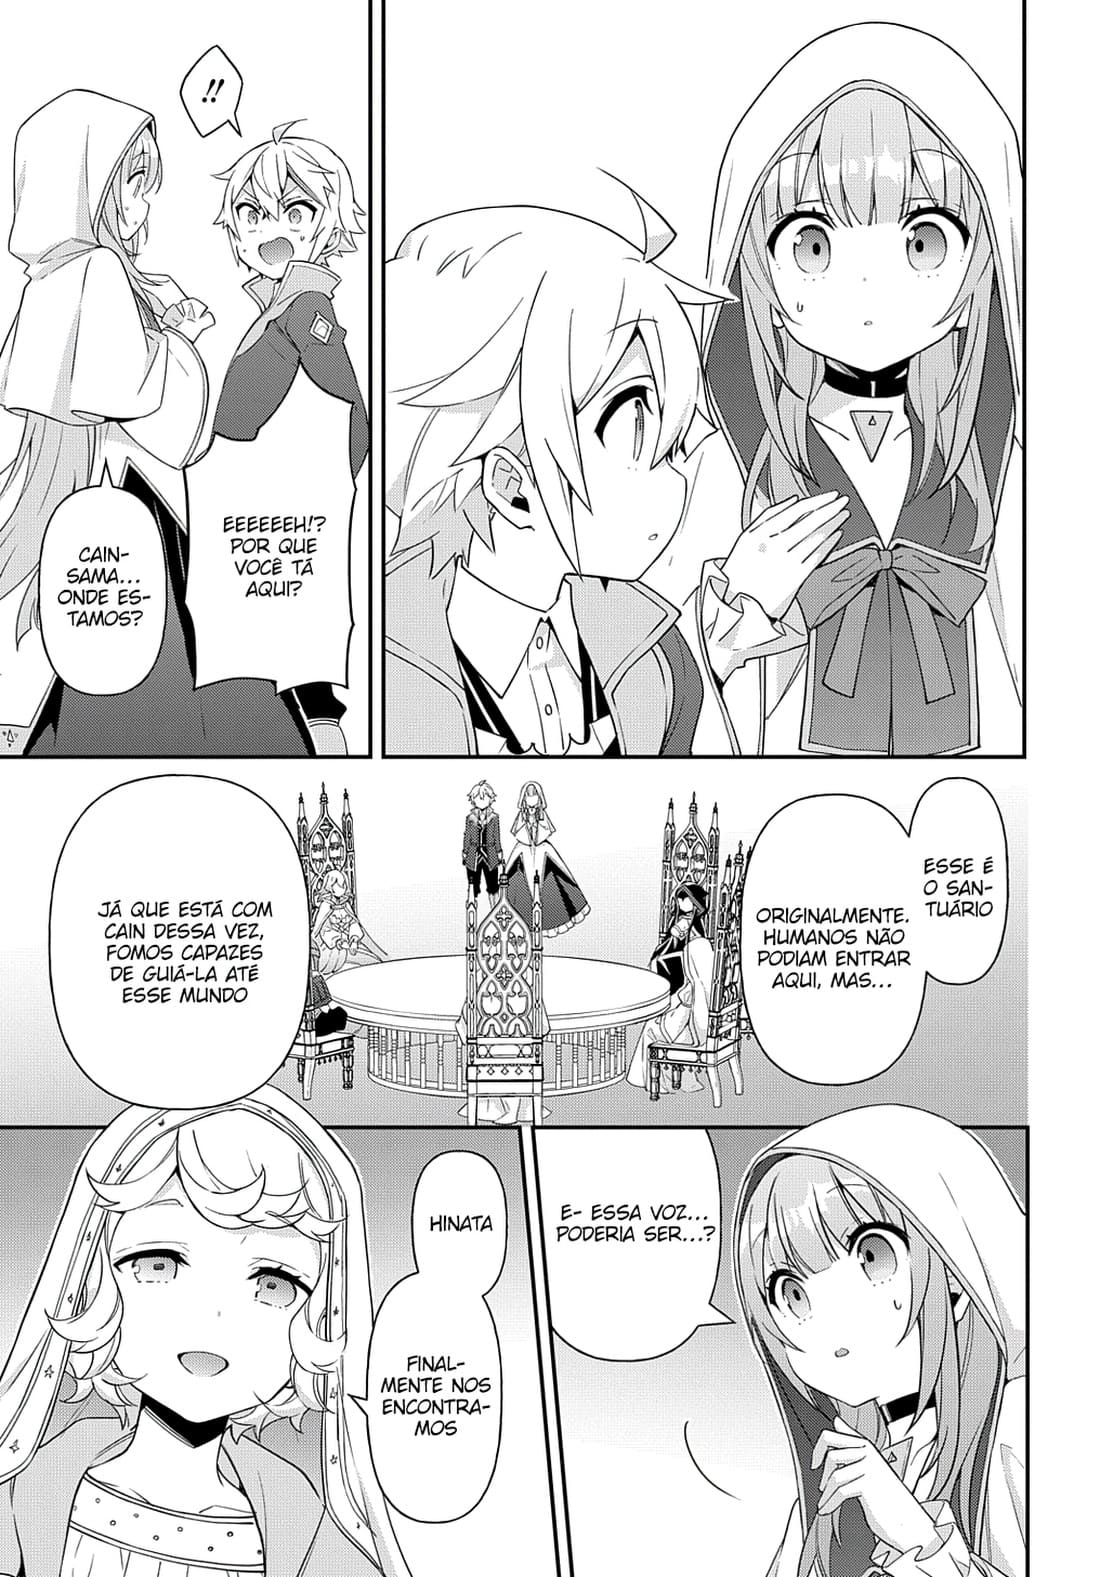 !!
EEEEEEH!?
POR QUE
VOCÊ TÁ
AQUI?
CAIN-
SAMA...
ONDE ES-
TAMOS?
ESSE É
O SAN-
TUÁRIO
ORIGINALMENTE.
HUMANOS NÃO
PODIAM ENTRAR
AQUI, MAS...
JÁ QUE ESTÁ COM
CAIN DESSA VEZ,
FOMOS CAPAZES
DE GUIÁ-LA ATÉ
ESSE MUNDO
E- ESSA VOZ...
PODERIA SER...?
HINATA
FINAL-
MENTE NOS
ENCONTRA-
MOS